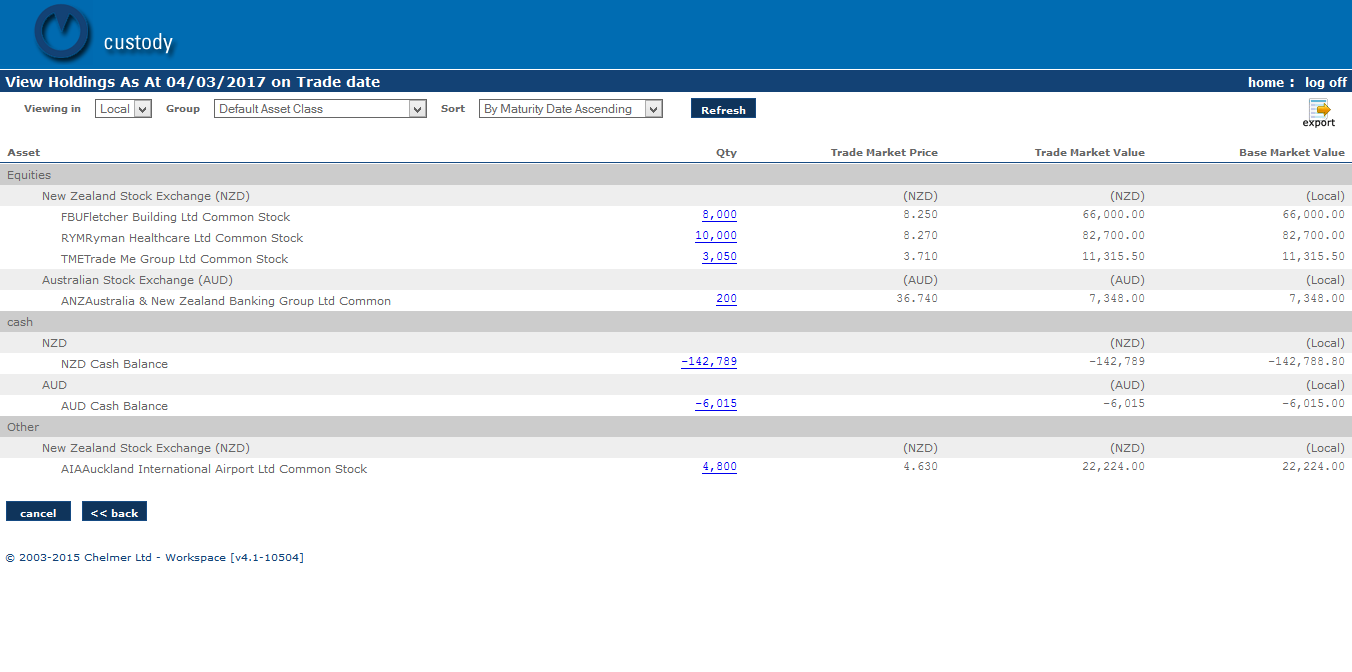 custody
View Holdings As At 04/03/2017 on Trade date home : log off
Viewing in Local Group Default Asset Class Sort By Maturity Date Ascending Refresh export
Asset Qty Trade Market Price Trade Market Value Base Market Value
Equities
New Zealand Stock Exchange (NZD) (NZD) (NZD) (Local)
FBUFletcher Building Ltd Common Stock 8,000 8.250 66,000.00 66,000.00
RYMRyman Healthcare Ltd Common Stock 10,000 8.270 82,700.00 82,700.00
TMETrade Me Group Ltd Common Stock 3,050 3.710 11,315.50 11,315.50
Australian Stock Exchange (AUD) (AUD) (AUD) (Local)
ANZAustralia & New Zealand Banking Group Ltd Common 200 36.740 7,348.00 7,348.00
cash
NZD (NZD) (Local)
NZD Cash Balance -142,789 -142,789 -142,788.80
AUD (AUD) (Local)
AUD Cash Balance -6,015 -6,015 -6,015.00
Other
New Zealand Stock Exchange (NZD) (NZD) (NZD) (Local)
AIAAuckland International Airport Ltd Common Stock 4,800 4.630 22,224.00 22,224.00
cancel << back
© 2003-2015 Chelmer Ltd - Workspace [v4.1-10504]